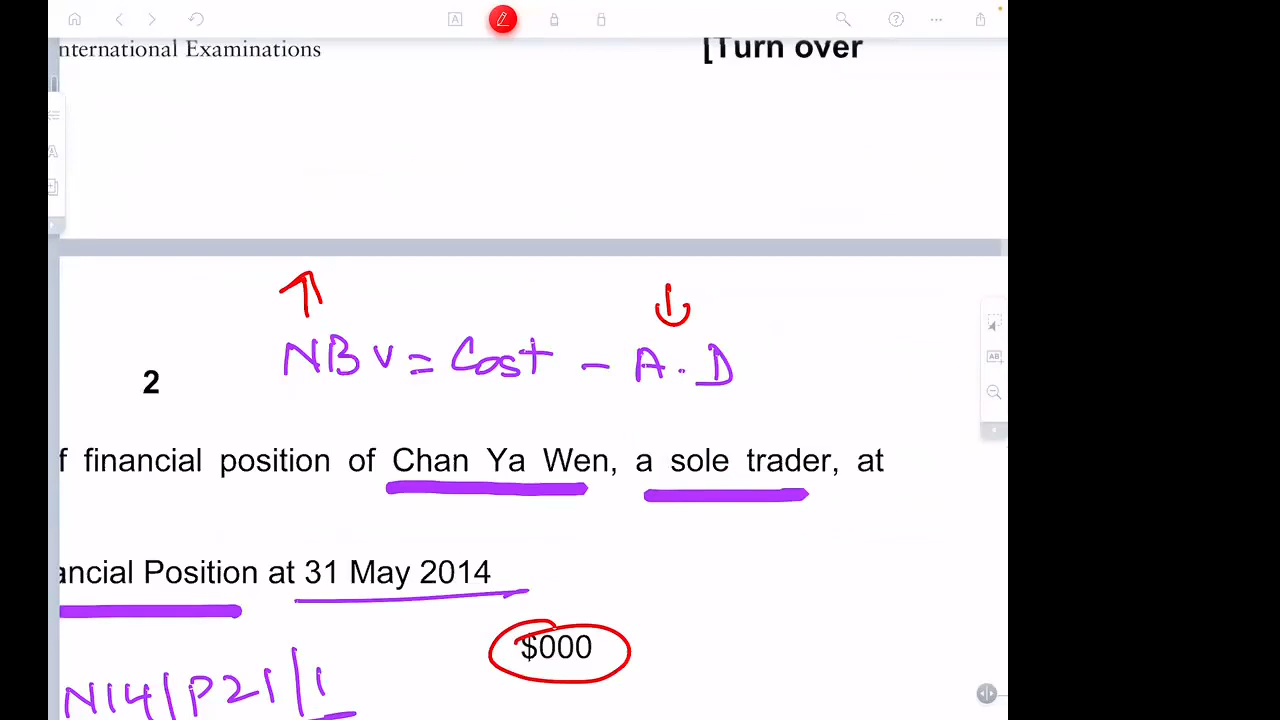 nternational Examinations
[Turn over
NBV = Cost - A.D
2
f financial position of Chan Ya Wen, a sole trader, at
ancial Position at 31 May 2014
$000
N14/P21/1